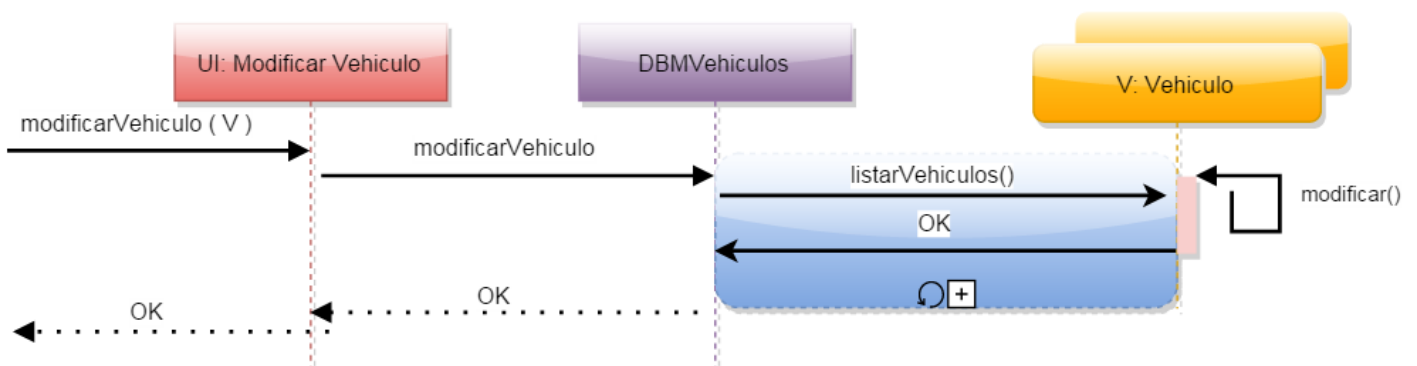 UI: Modificar Vehiculo
DBMVehiculos
V: Vehiculo
modificarVehiculo ( V )
modificarVehiculo
listarVehiculos()
modificar()
OK
OK
OK